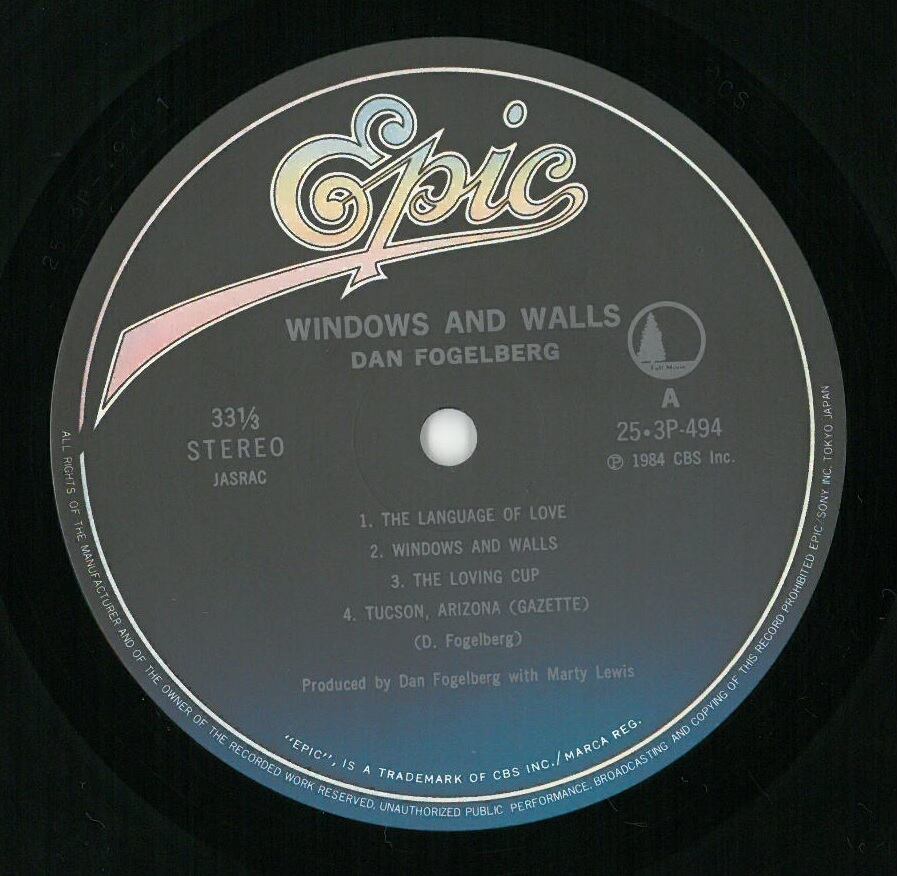 Epic
WINDOWS AND WALLS
DAN FOGELBERG
Full Moon
33⅓
STEREO
JASRAC
A
25•3P-494
Ⓟ 1984 CBS Inc.
1. THE LANGUAGE OF LOVE
2. WINDOWS AND WALLS
3. THE LOVING CUP
4. TUCSON, ARIZONA (GAZETTE)
(D. Fogelberg)
Produced by Dan Fogelberg with Marty Lewis
"EPIC", IS A TRADEMARK OF CBS INC./MARCA REG.
ALL RIGHTS OF THE MANUFACTURER AND OF THE OWNER OF THE RECORDED WORK RESERVED. UNAUTHORIZED PUBLIC PERFORMANCE. BROADCASTING AND COPYING OF THIS RECORD PROHIBITED EPIC/SONY INC. TOKYO JAPAN